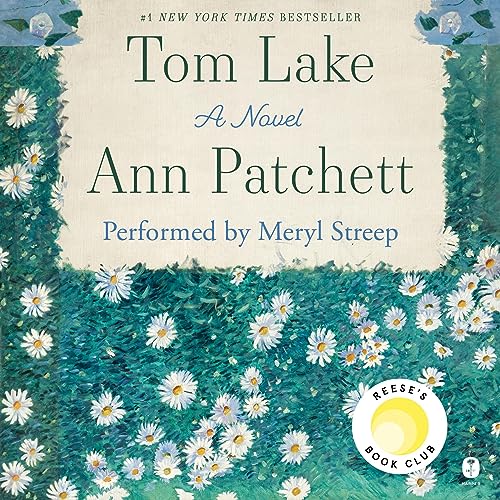 #1 NEW YORK TIMES BESTSELLER
Tom Lake
A Novel
Ann Patchett
Performed by Meryl Streep
REESE'S
BOOK CLUB